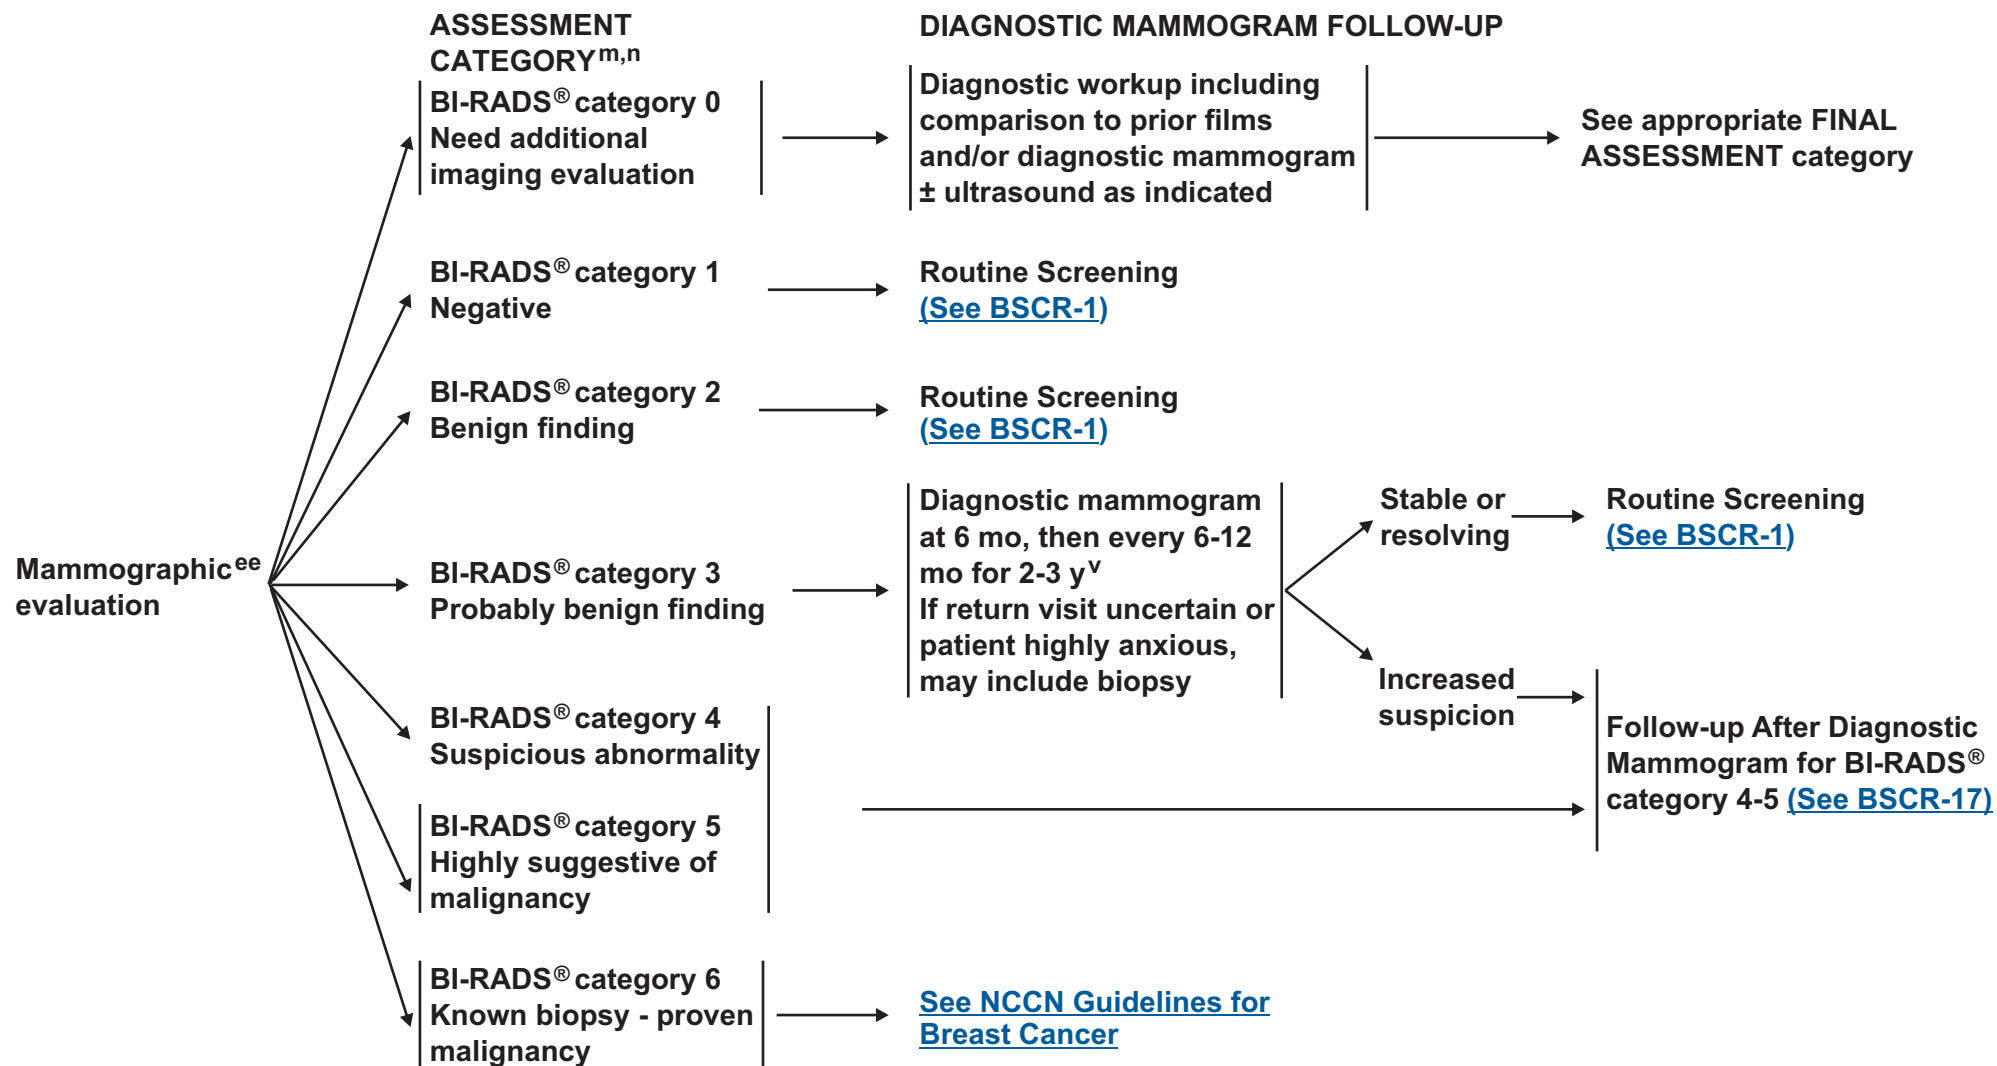 ASSESSMENT
CATEGORY m,n
DIAGNOSTIC MAMMOGRAM FOLLOW-UP
Mammographic ee
evaluation
BI-RADS® category 0
Need additional
imaging evaluation
Diagnostic workup including
comparison to prior films
and/or diagnostic mammogram
± ultrasound as indicated
See appropriate FINAL
ASSESSMENT category
BI-RADS® category 1
Negative
Routine Screening
(See BSCR-1)
BI-RADS® category 2
Benign finding
Routine Screening
(See BSCR-1)
BI-RADS® category 3
Probably benign finding
Diagnostic mammogram
at 6 mo, then every 6-12
mo for 2-3 y v
If return visit uncertain or
patient highly anxious,
may include biopsy
Stable or
resolving
Routine Screening
(See BSCR-1)
Increased
suspicion
BI-RADS® category 4
Suspicious abnormality
BI-RADS® category 5
Highly suggestive of
malignancy
Follow-up After Diagnostic
Mammogram for BI-RADS®
category 4-5 (See BSCR-17)
BI-RADS® category 6
Known biopsy - proven
malignancy
See NCCN Guidelines for
Breast Cancer